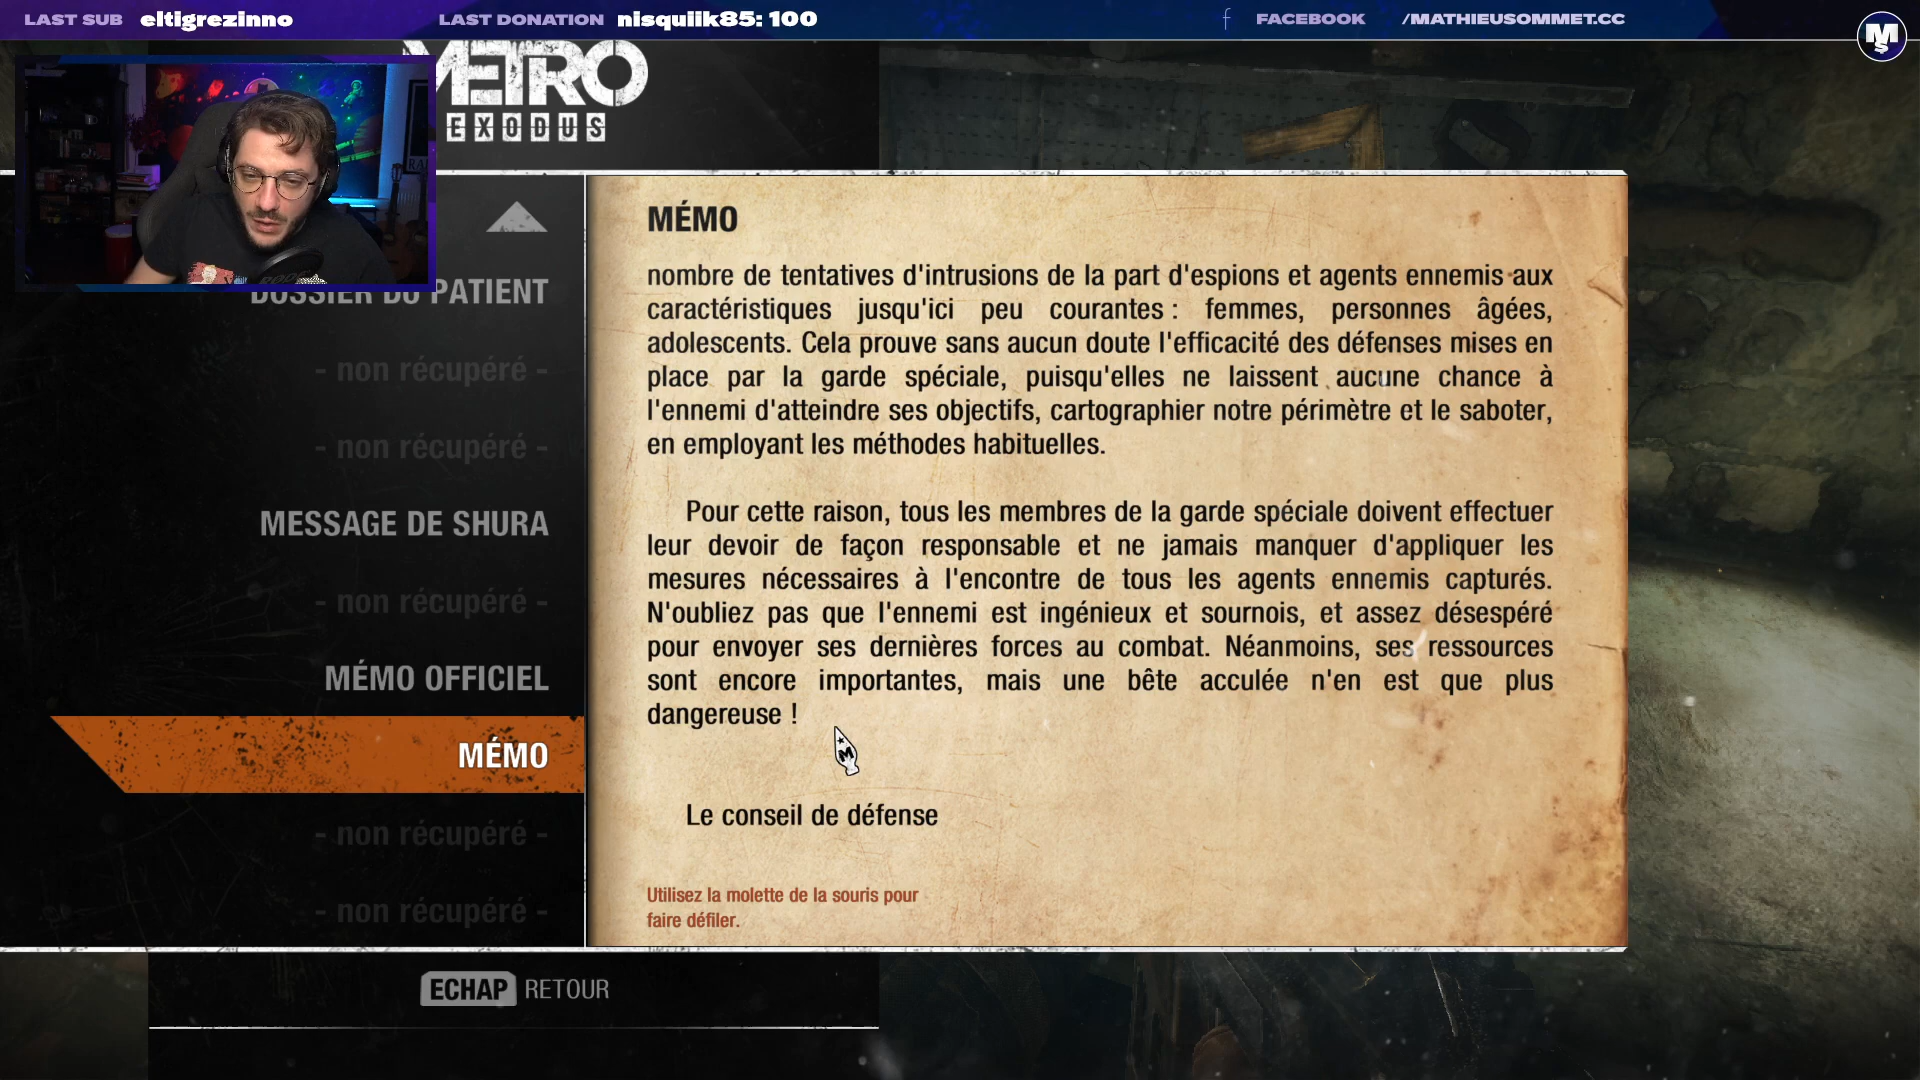 LAST SUB eltigrezinno LAST DONATION nisquiik85: 100 FACEBOOK /MATHIEUSOMMET.CC
METRO
EXODUS
DOSSIER DU PATIENT
- non récupéré -
- non récupéré -
MESSAGE DE SHURA
- non récupéré -
MÉMO OFFICIEL
MÉMO
- non récupéré -
- non récupéré -
MÉMO
nombre de tentatives d'intrusions de la part d'espions et agents ennemis aux
caractéristiques jusqu'ici peu courantes : femmes, personnes âgées,
adolescents. Cela prouve sans aucun doute l'efficacité des défenses mises en
place par la garde spéciale, puisqu'elles ne laissent aucune chance à
l'ennemi d'atteindre ses objectifs, cartographier notre périmètre et le saboter,
en employant les méthodes habituelles.
Pour cette raison, tous les membres de la garde spéciale doivent effectuer
leur devoir de façon responsable et ne jamais manquer d'appliquer les
mesures nécessaires à l'encontre de tous les agents ennemis capturés.
N'oubliez pas que l'ennemi est ingénieux et sournois, et assez désespéré
pour envoyer ses dernières forces au combat. Néanmoins, ses ressources
sont encore importantes, mais une bête acculée n'en est que plus
dangereuse !
Le conseil de défense
Utilisez la molette de la souris pour
faire défiler.
ECHAP RETOUR